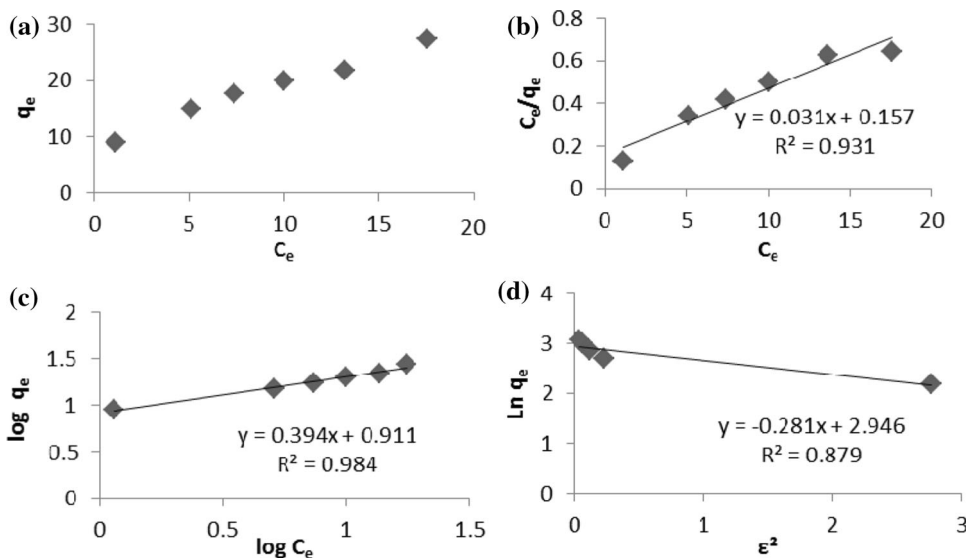 (a)
30
20
10
0
qₑ
0 5 10 15 20
Cₑ
(b)
0.8
0.6
0.4
0.2
0
Cₑ/qₑ
y = 0.031x + 0.157
R² = 0.931
0 5 10 15 20
Cₑ
(c)
2
1.5
1
0.5
0
log qₑ
y = 0.394x + 0.911
R² = 0.984
0 0.5 1 1.5
log Cₑ
(d)
4
3
2
1
0
Ln qₑ
y = -0.281x + 2.946
R² = 0.879
0 1 2 3
ε²